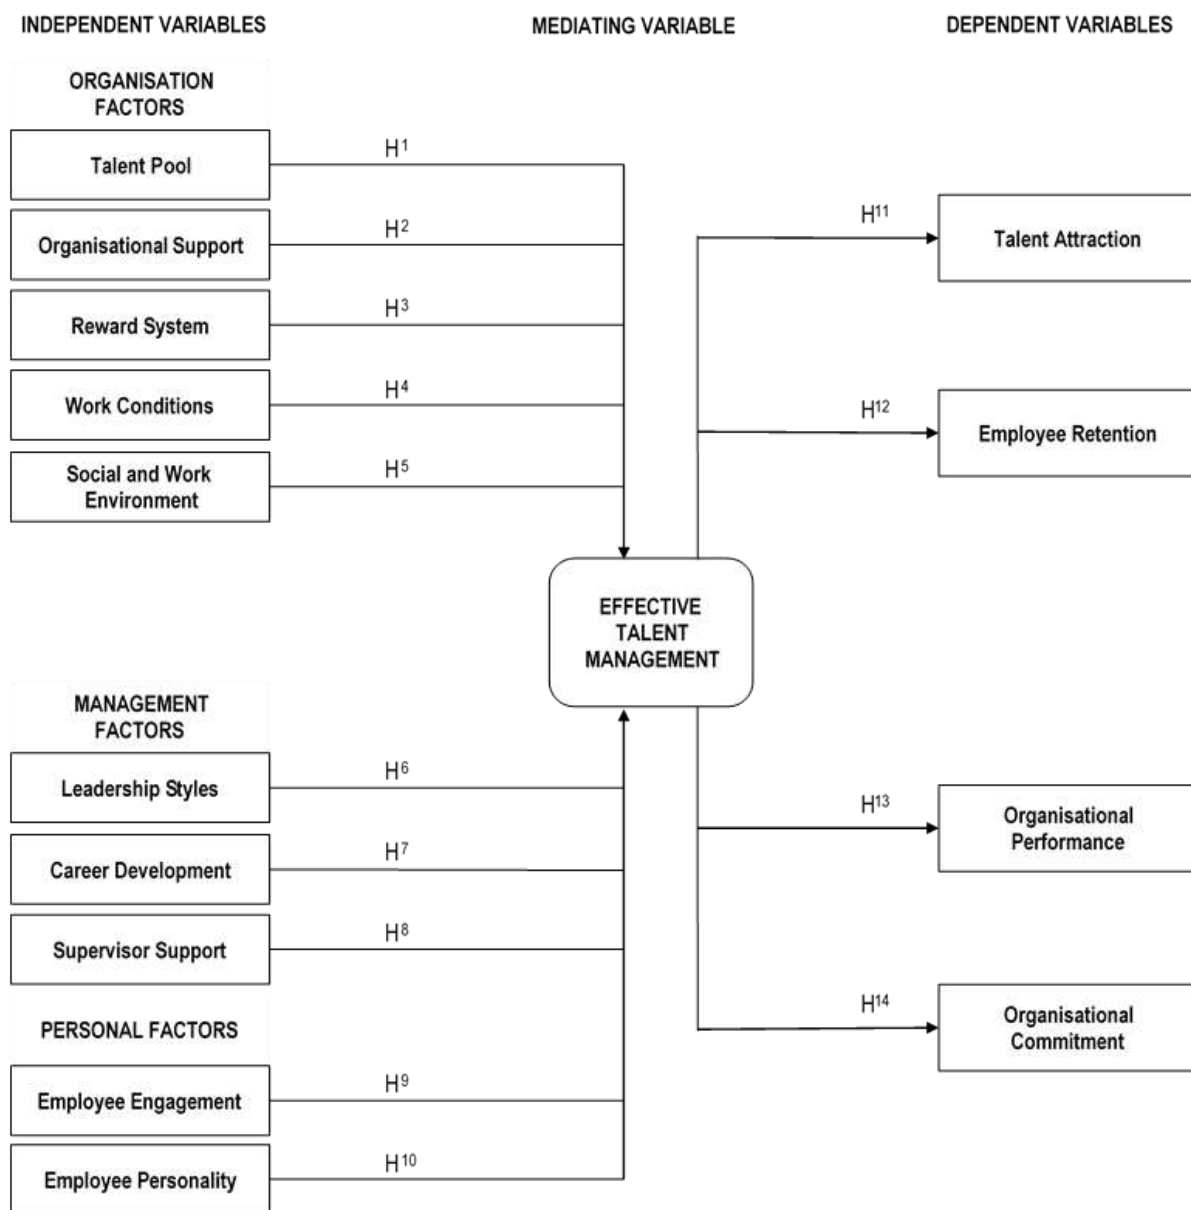 INDEPENDENT VARIABLES
MEDIATING VARIABLE
DEPENDENT VARIABLES
ORGANISATION
FACTORS
Talent Pool
H1
Organisational Support
H2
Reward System
H3
Work Conditions
H4
Social and Work
Environment
H5
EFFECTIVE
TALENT
MANAGEMENT
MANAGEMENT
FACTORS
Leadership Styles
H6
Career Development
H7
Supervisor Support
H8
PERSONAL FACTORS
Employee Engagement
H9
Employee Personality
H10
H11
Talent Attraction
H12
Employee Retention
H13
Organisational
Performance
H14
Organisational
Commitment